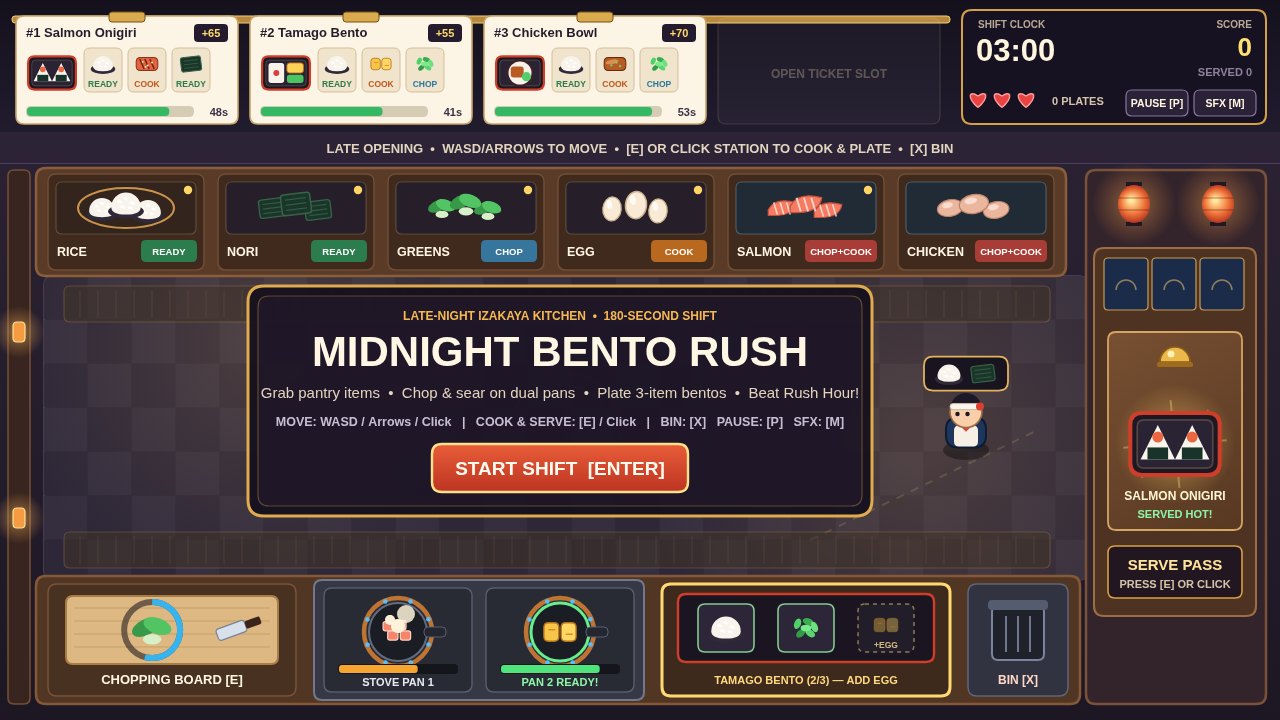 #1 Salmon Onigiri +65
READY COOK READY
48s
#2 Tamago Bento +55
READY COOK CHOP
41s
#3 Chicken Bowl +70
READY COOK CHOP
53s
OPEN TICKET SLOT
SHIFT CLOCK SCORE
03:00 0
SERVED 0
0 PLATES PAUSE [P] SFX [M]
LATE OPENING • WASD/ARROWS TO MOVE • [E] OR CLICK STATION TO COOK & PLATE • [X] BIN
RICE READY
NORI READY
GREENS CHOP
EGG COOK
SALMON CHOP+COOK
CHICKEN CHOP+COOK
LATE-NIGHT IZAKAYA KITCHEN • 180-SECOND SHIFT
MIDNIGHT BENTO RUSH
Grab pantry items • Chop & sear on dual pans • Plate 3-item bentos • Beat Rush Hour!
MOVE: WASD / Arrows / Click | COOK & SERVE: [E] / Click | BIN: [X] PAUSE: [P] SFX: [M]
START SHIFT [ENTER]
SALMON ONIGIRI
SERVED HOT!
SERVE PASS
PRESS [E] OR CLICK
CHOPPING BOARD [E]
STOVE PAN 1
PAN 2 READY!
+EGG
TAMAGO BENTO (2/3) — ADD EGG
BIN [X]